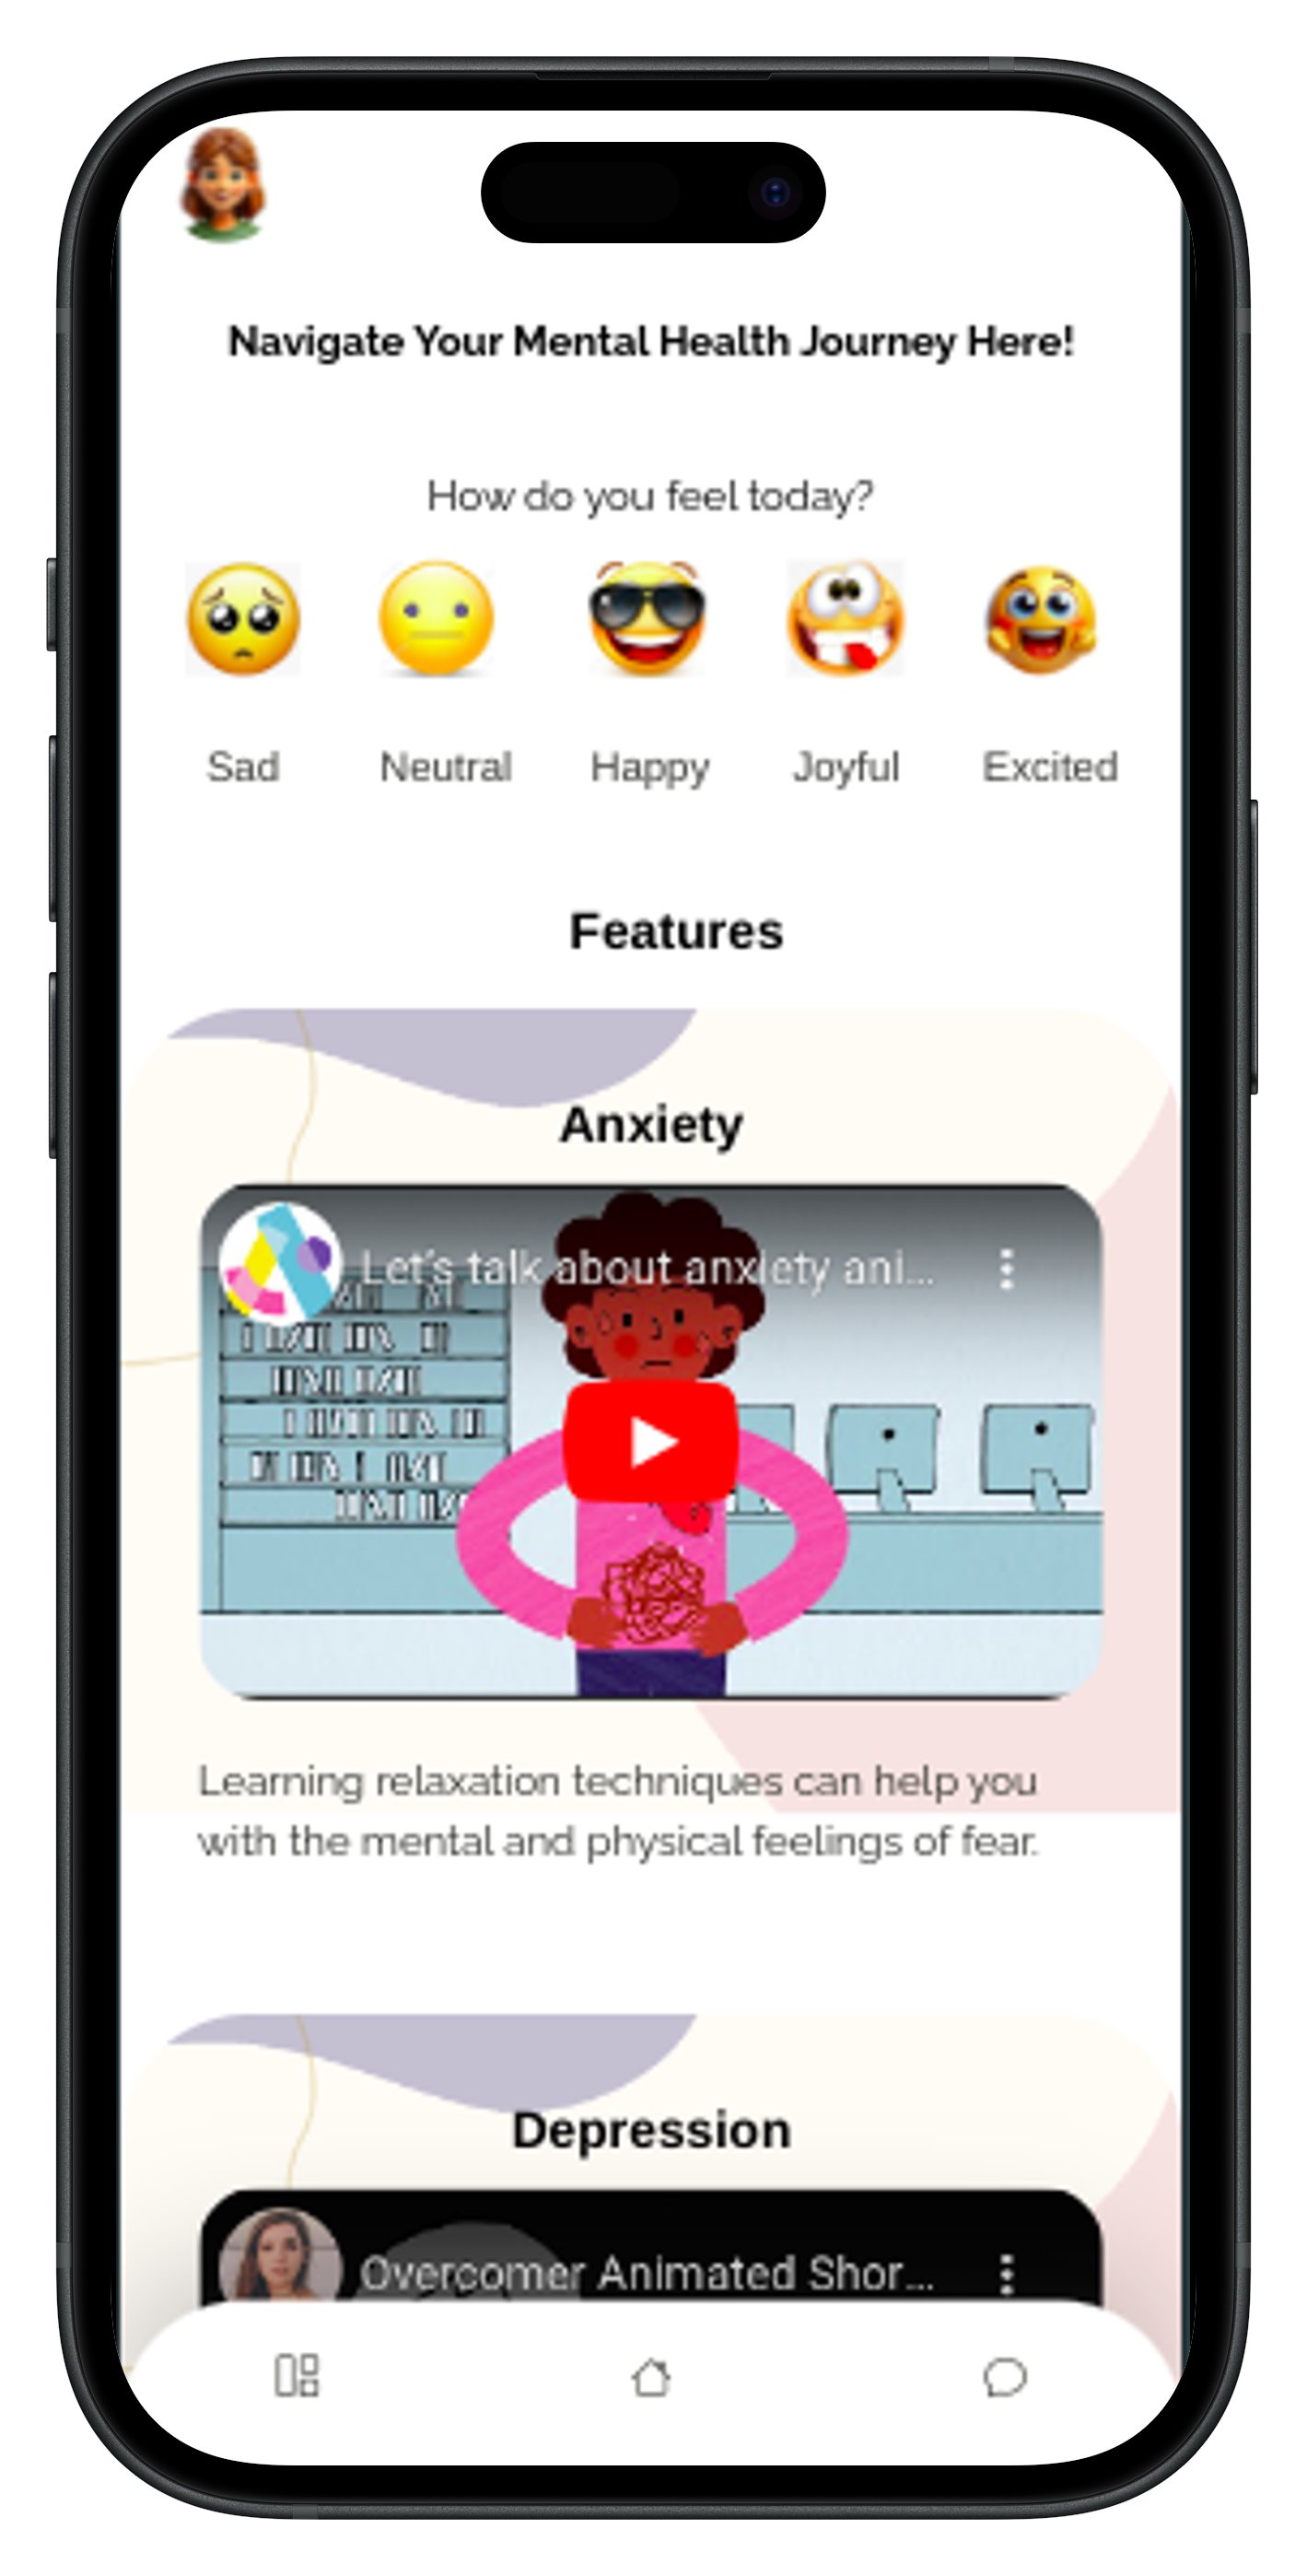 Navigate Your Mental Health Journey Here!
How do you feel today?
Sad Neutral Happy Joyful Excited
Features
Anxiety
Let's talk about anxiety ani...
Learning relaxation techniques can help you
with the mental and physical feelings of fear.
Depression
Overcomer Animated Shor...